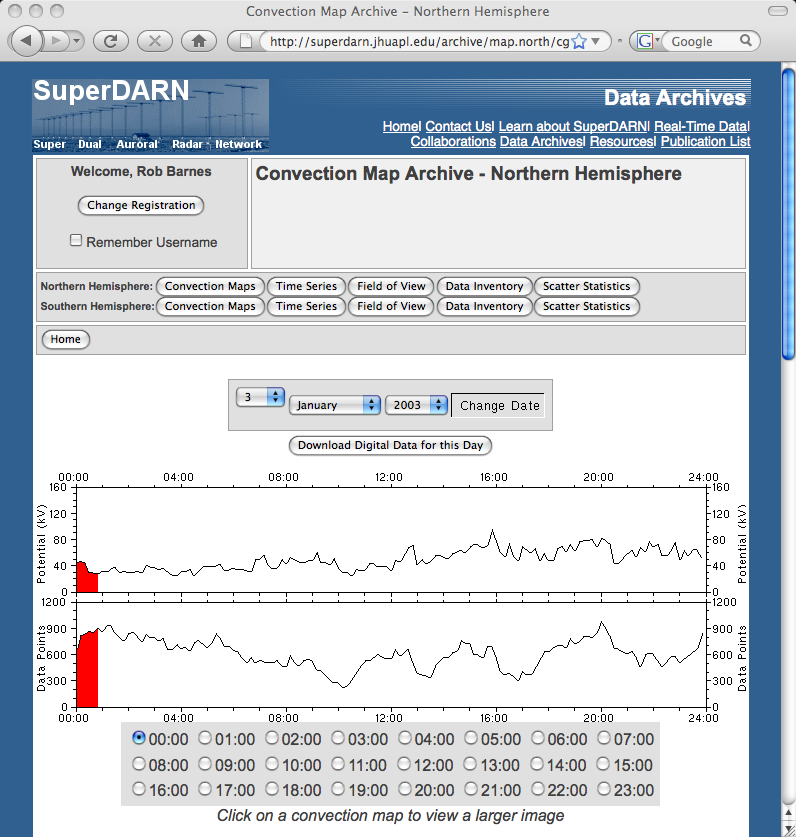 Convection Map Archive – Northern Hemisphere
http://superdarn.jhuapl.edu/archive/map.north/cg
G
Google
SuperDARN
Super Dual Auroral Radar Network
Data Archives
Home| Contact Us| Learn about SuperDARN| Real-Time Data|
Collaborations Data Archives| Resources| Publication List
Welcome, Rob Barnes
Change Registration
Remember Username
Convection Map Archive - Northern Hemisphere
Northern Hemisphere: Convection Maps Time Series Field of View Data Inventory Scatter Statistics
Southern Hemisphere: Convection Maps Time Series Field of View Data Inventory Scatter Statistics
Home
3 January 2003 Change Date
Download Digital Data for this Day
00:00 04:00 08:00 12:00 16:00 20:00 24:00
160 160
120 120
80 80
40 40
0 0
Potential (kV) Potential (kV)
1200 1200
900 900
600 600
300 300
0 0
Data Points Data Points
00:00 04:00 08:00 12:00 16:00 20:00 24:00
00:00 01:00 02:00 03:00 04:00 05:00 06:00 07:00
08:00 09:00 10:00 11:00 12:00 13:00 14:00 15:00
16:00 17:00 18:00 19:00 20:00 21:00 22:00 23:00
Click on a convection map to view a larger image